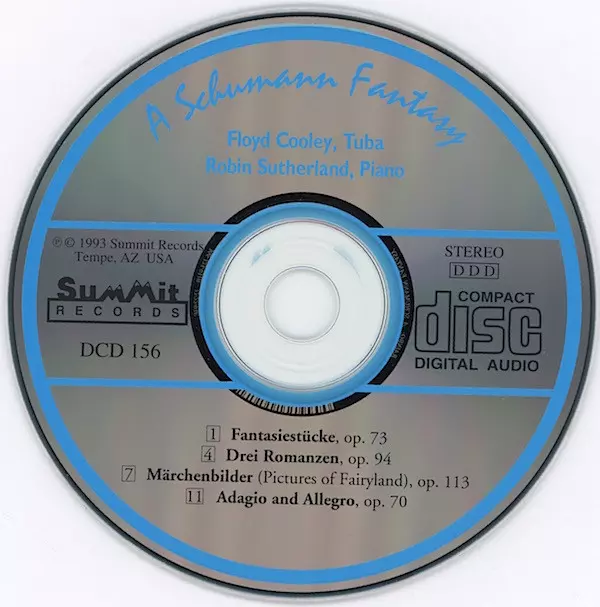 A Schumann Fantasy
Floyd Cooley, Tuba
Robin Sutherland, Piano
℗ © 1993 Summit Records
Tempe, AZ USA
SUMMIT
RECORDS
DCD 156
STEREO
DDD
COMPACT
disc
DIGITAL AUDIO
1 Fantasiestücke, op. 73
4 Drei Romanzen, op. 94
7 Märchenbilder (Pictures of Fairyland), op. 113
11 Adagio and Allegro, op. 70